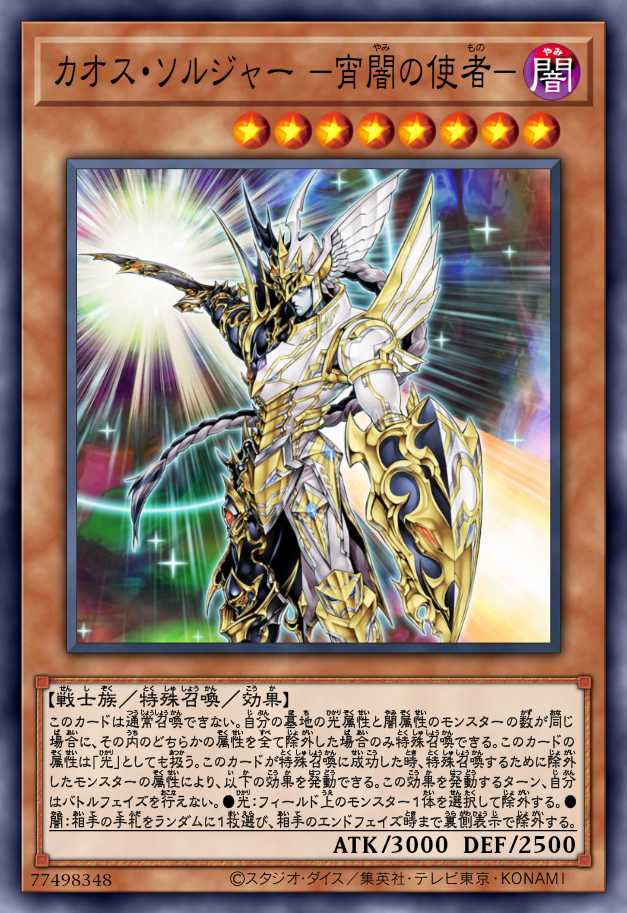 カオス・ソルジャー －宵闇の使者－ 闇
【戦士族／特殊召喚／効果】
このカードは通常召喚できない。自分の墓地の光属性と闇属性のモンスターの数が同じ
場合に、その内のどちらかの属性を全て除外した場合のみ特殊召喚できる。このカードの
属性は「光」としても扱う。このカードが特殊召喚に成功した時、特殊召喚するために除外
したモンスターの属性により、以下の効果を発動できる。この効果を発動するターン、自分
はバトルフェイズを行えない。●光：フィールド上のモンスター１体を選択して除外する。●
闇：相手の手札をランダムに１枚選び、相手のエンドフェイズ時まで裏側表示で除外する。
ATK/3000 DEF/2500
77498348 ©スタジオ・ダイス／集英社・テレビ東京・KONAMI